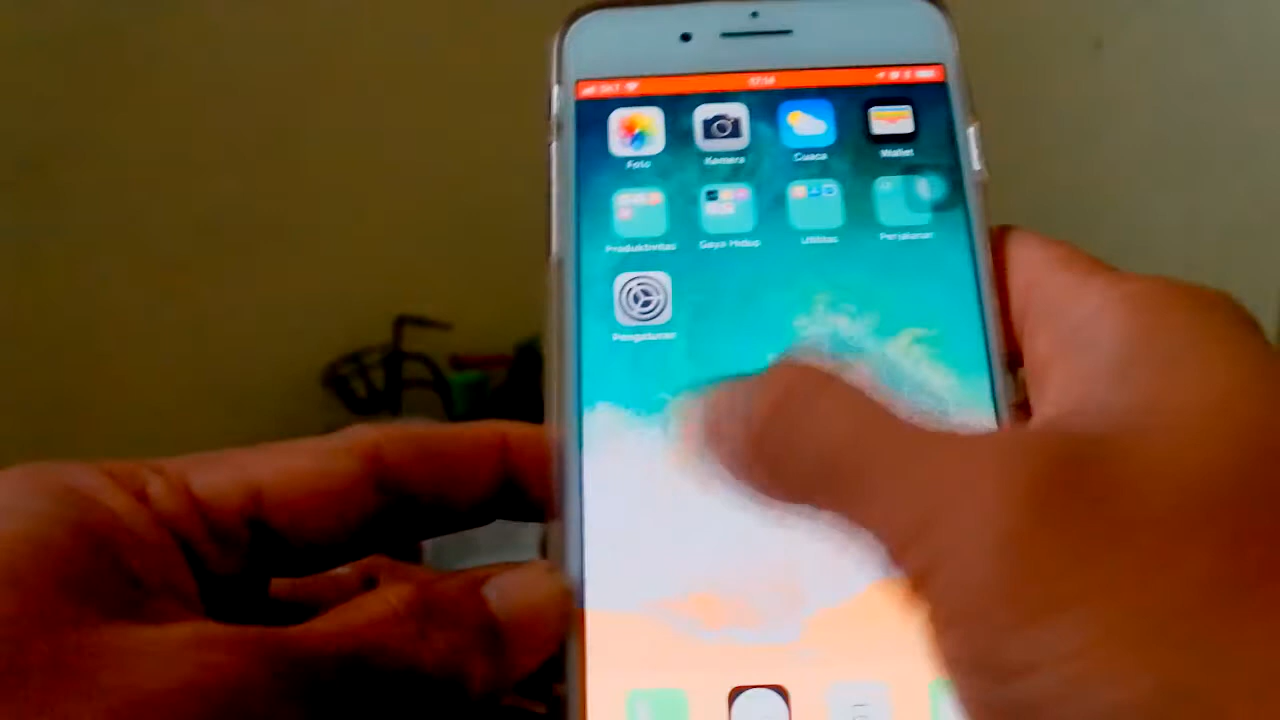 Foto Kamera Cuaca Wallet
Produktivitas Gaya Hidup Utilitas Perjalanan
Pengaturan